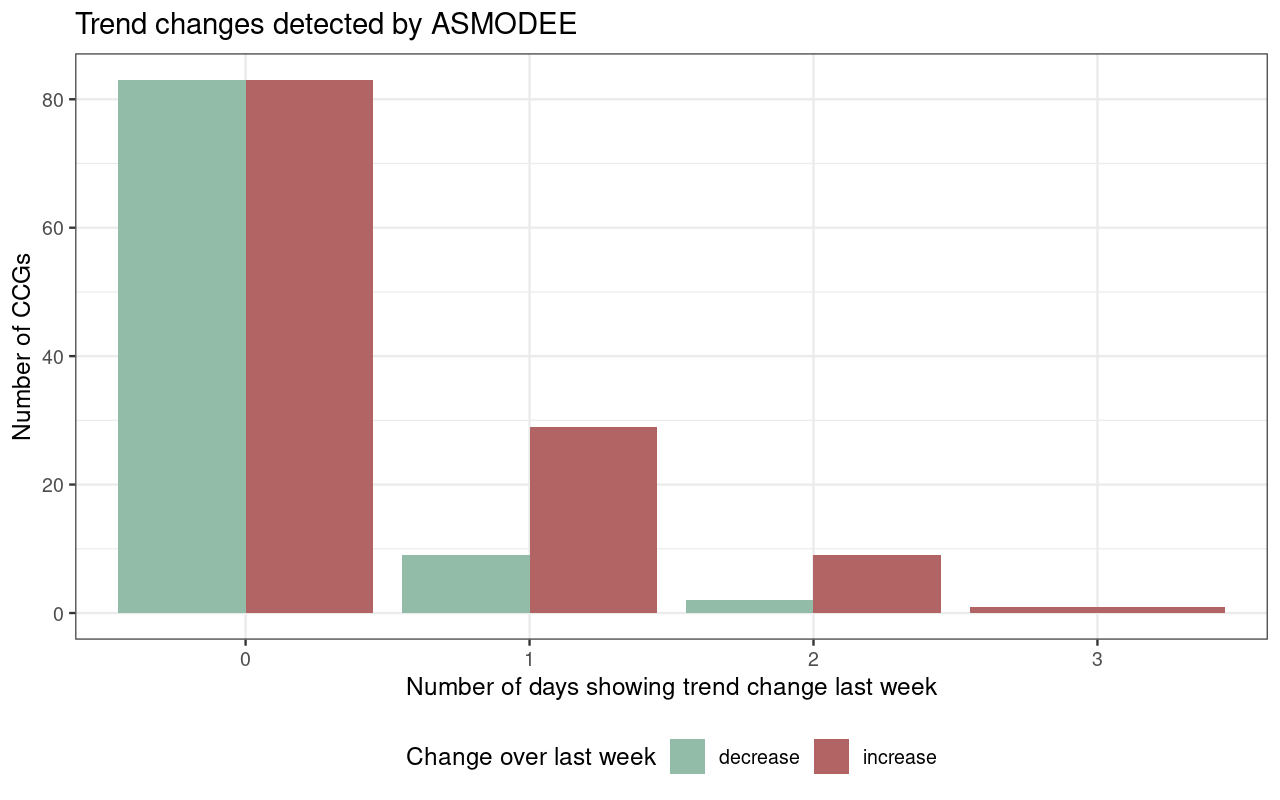 Trend changes detected by ASMODEE
Number of CCGs
80
60
40
20
0
0 1 2 3
Number of days showing trend change last week
Change over last week decrease increase